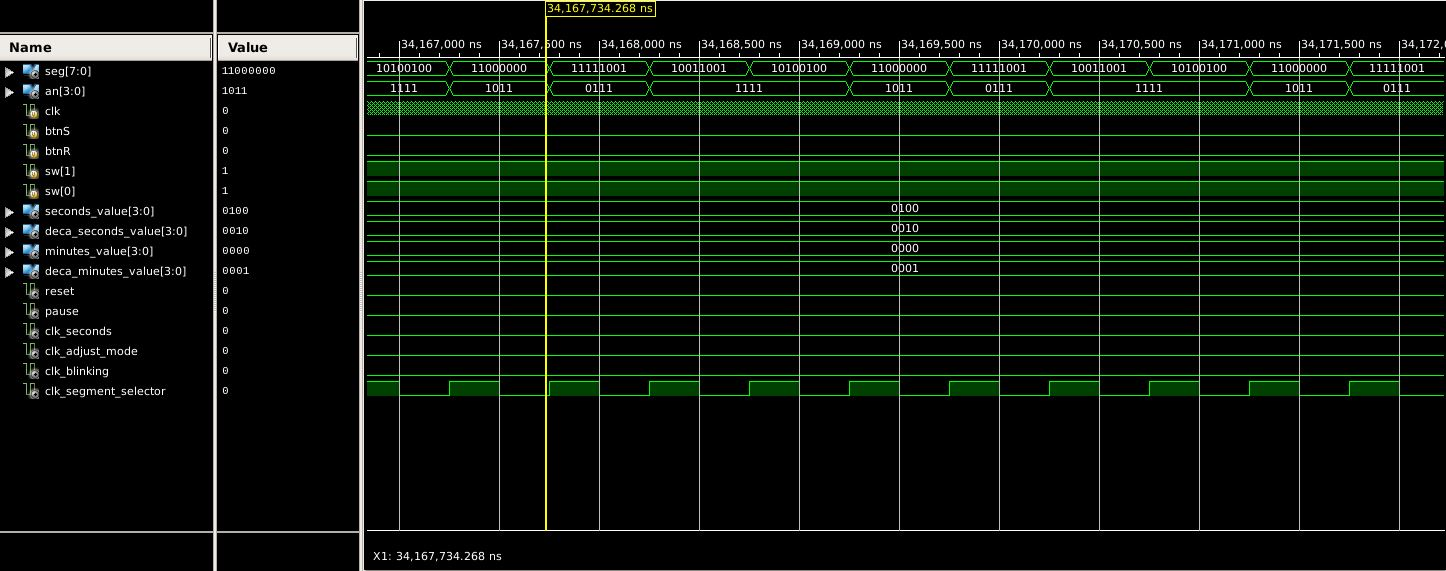 34,167,734.268 ns
Name Value
34,167,000 ns 34,167,500 ns 34,168,000 ns 34,168,500 ns 34,169,000 ns 34,169,500 ns 34,170,000 ns 34,170,500 ns 34,171,000 ns 34,171,500 ns 34,172,0
seg[7:0] 11000000 10100100 11000000 11111001 10011001 10100100 11000000 11111001 10011001 10100100 11000000 11111001
an[3:0] 1011 1111 1011 0111 1111 1011 0111 1111 1011 0111
clk 0
btnS 0
btnR 0
sw[1] 1
sw[0] 1
seconds_value[3:0] 0100 0100
deca_seconds_value[3:0] 0010 0010
minutes_value[3:0] 0000 0000
deca_minutes_value[3:0] 0001 0001
reset 0
pause 0
clk_seconds 0
clk_adjust_mode 0
clk_blinking 0
clk_segment_selector 0
X1: 34,167,734.268 ns